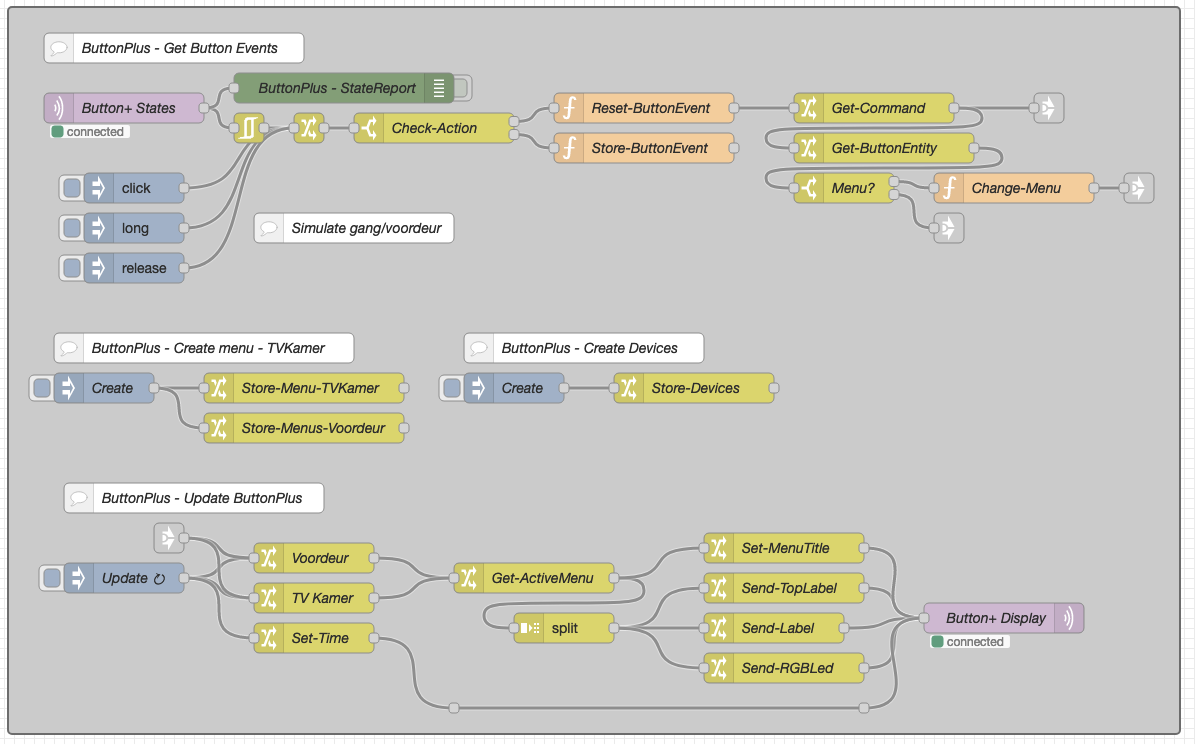 ButtonPlus - Get Button Events
ButtonPlus - StateReport
Button+ States
connected
Check-Action
Reset-ButtonEvent
Store-ButtonEvent
Get-Command
Get-ButtonEntity
Menu?
Change-Menu
click
long
release
Simulate gang/voordeur
ButtonPlus - Create menu - TVKamer
Create
Store-Menu-TVKamer
Store-Menus-Voordeur
ButtonPlus - Create Devices
Create
Store-Devices
ButtonPlus - Update ButtonPlus
Update ↻
Voordeur
TV Kamer
Set-Time
Get-ActiveMenu
split
Set-MenuTitle
Send-TopLabel
Send-Label
Send-RGBLed
Button+ Display
connected